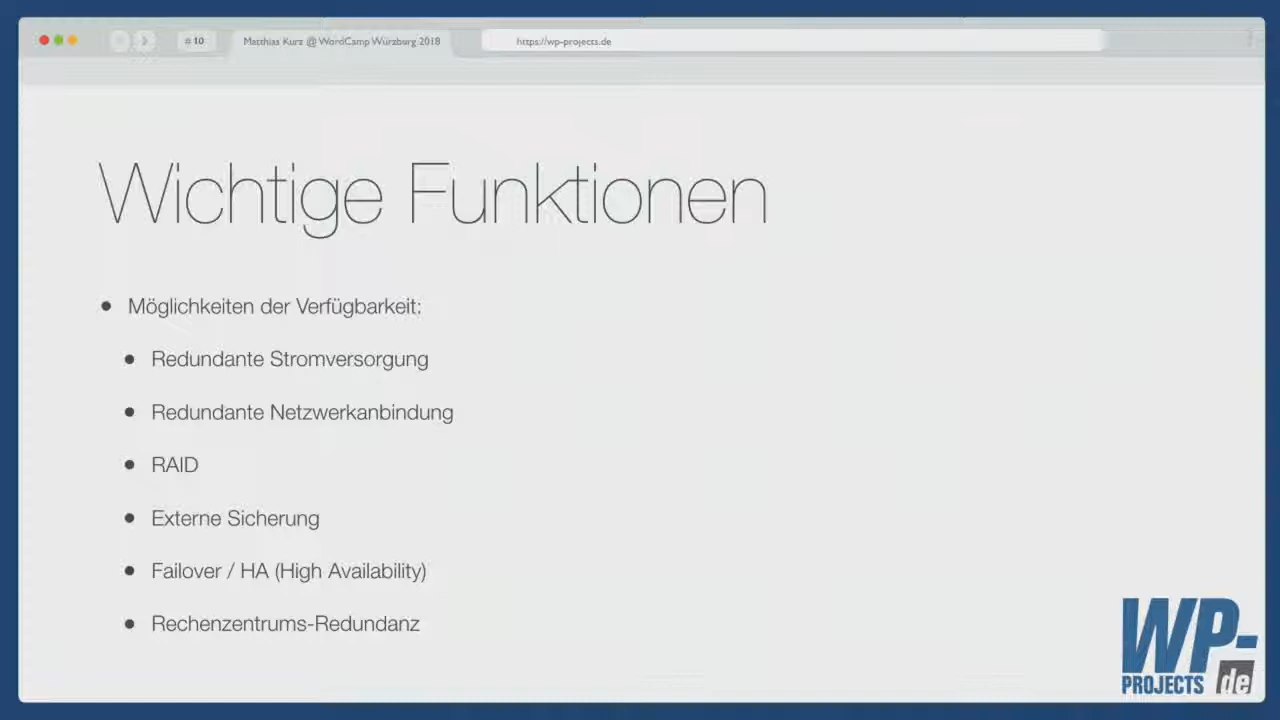 #10
Matthias Kurz @ WordCamp Würzburg 2018
https://wp-projects.de
Wichtige Funktionen
Möglichkeiten der Verfügbarkeit:
Redundante Stromversorgung
Redundante Netzwerkanbindung
RAID
Externe Sicherung
Failover / HA (High Availability)
Rechenzentrums-Redundanz
WP-
PROJECTS de